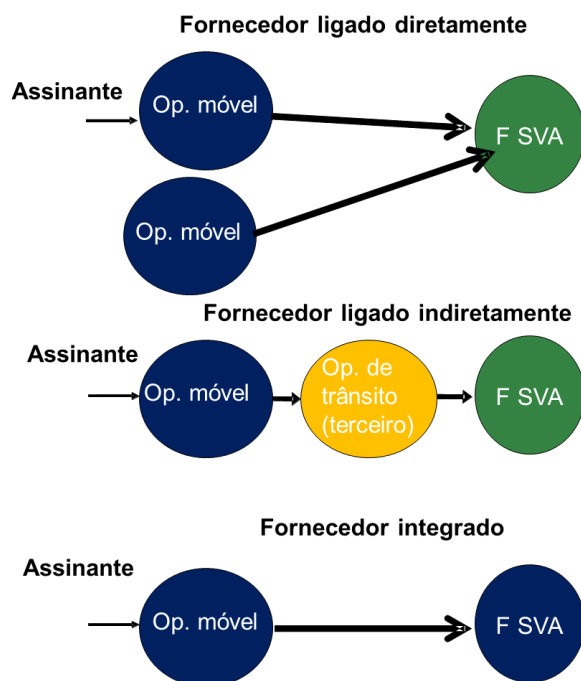 Fornecedor ligado diretamente
Assinante
Op. móvel
F SVA
Op. móvel
Fornecedor ligado indiretamente
Assinante
Op. móvel
Op. de
trânsito
(terceiro)
F SVA
Fornecedor integrado
Assinante
Op. móvel
F SVA